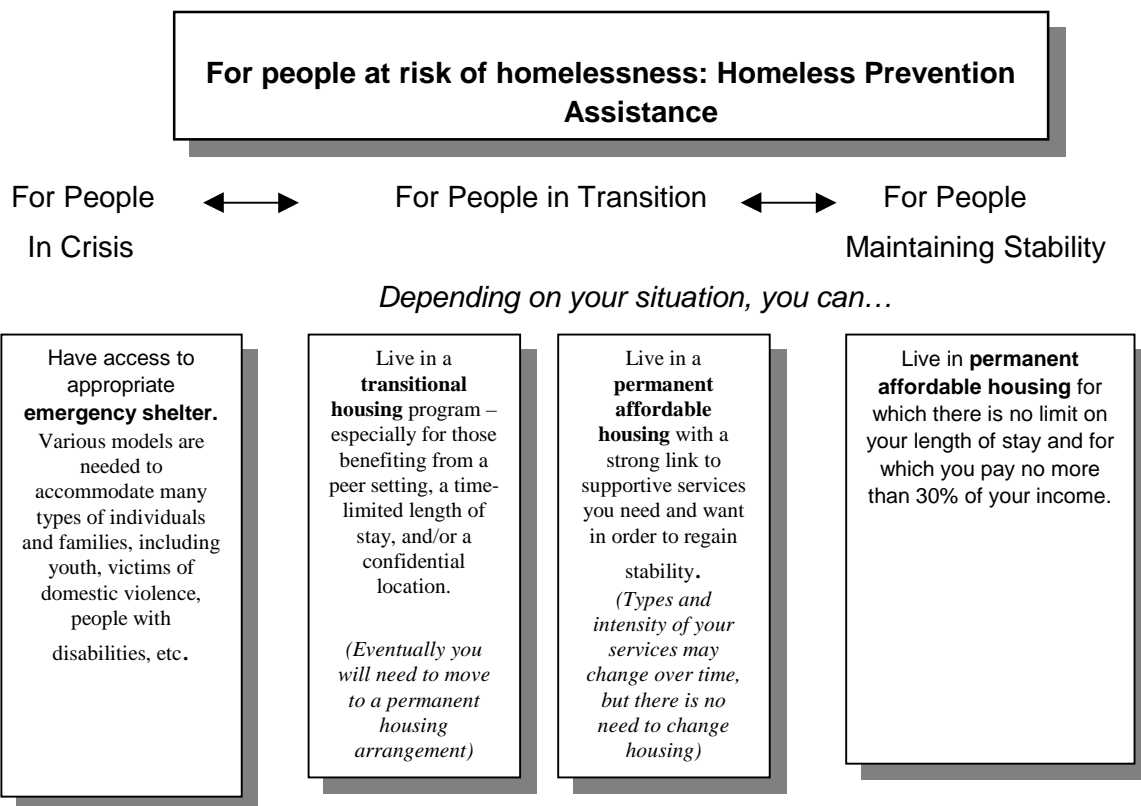 For people at risk of homelessness: Homeless Prevention
Assistance
For People
In Crisis
For People in Transition
For People
Maintaining Stability
Depending on your situation, you can…
Have access to
appropriate
emergency shelter.
Various models are
needed to
accommodate many
types of individuals
and families, including
youth, victims of
domestic violence,
people with
disabilities, etc.
Live in a
transitional
housing program –
especially for those
benefiting from a
peer setting, a time-
limited length of
stay, and/or a
confidential
location.
(Eventually you
will need to move
to a permanent
housing
arrangement)
Live in a
permanent
affordable
housing with a
strong link to
supportive services
you need and want
in order to regain
stability.
(Types and
intensity of your
services may
change over time,
but there is no
need to change
housing)
Live in permanent
affordable housing for
which there is no limit on
your length of stay and for
which you pay no more
than 30% of your income.